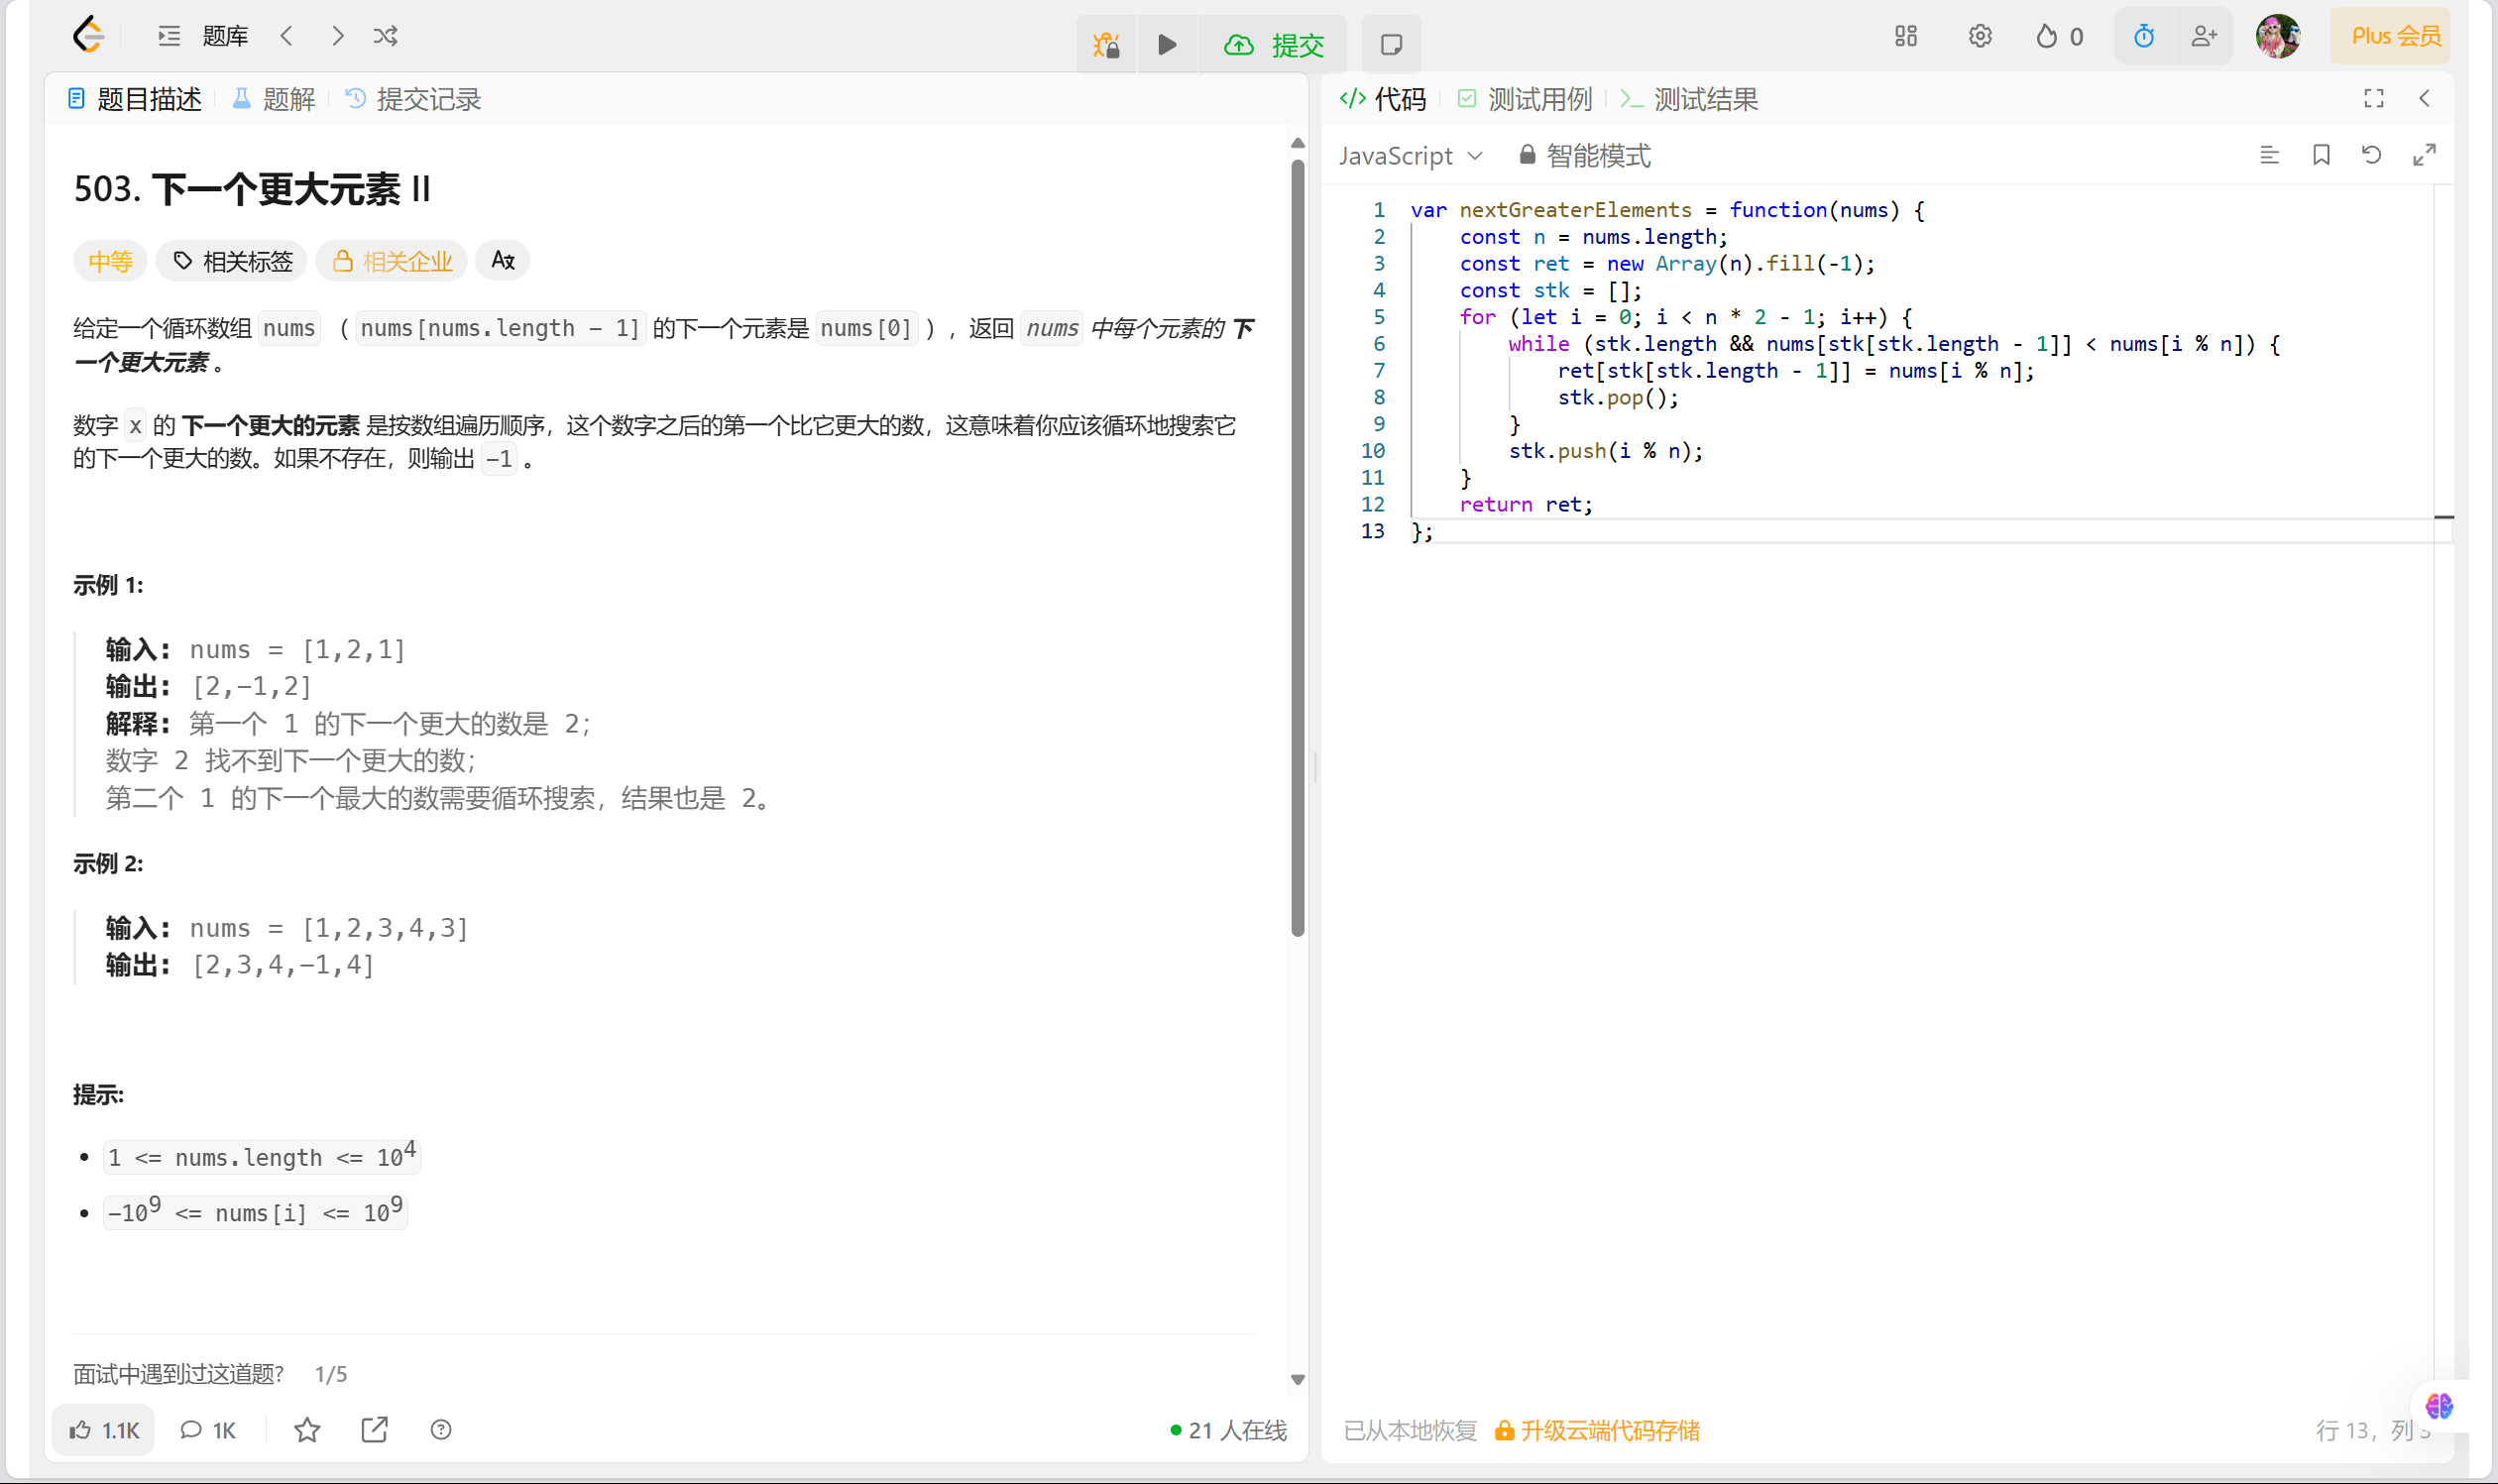 题库
提交
0
Plus 会员
题目描述
题解
提交记录
503. 下一个更大元素 II
中等
相关标签
相关企业
给定一个循环数组 nums （ nums[nums.length - 1] 的下一个元素是 nums[0] ），返回 nums 中每个元素的 下
一个更大元素 。
数字 x 的 下一个更大的元素 是按数组遍历顺序，这个数字之后的第一个比它更大的数，这意味着你应该循环地搜索它
的下一个更大的数。如果不存在，则输出 -1 。
示例 1:
输入： nums = [1,2,1]
输出： [2,-1,2]
解释： 第一个 1 的下一个更大的数是 2；
数字 2 找不到下一个更大的数；
第二个 1 的下一个最大的数需要循环搜索，结果也是 2。
示例 2:
输入： nums = [1,2,3,4,3]
输出： [2,3,4,-1,4]
提示:
1 <= nums.length <= 10⁴
-10⁹ <= nums[i] <= 10⁹
面试中遇到过这道题? 1/5
1.1K
1K
21 人在线
代码
测试用例
测试结果
JavaScript
智能模式
1 var nextGreaterElements = function(nums) {
2     const n = nums.length;
3     const ret = new Array(n).fill(-1);
4     const stk = [];
5     for (let i = 0; i < n * 2 - 1; i++) {
6         while (stk.length && nums[stk[stk.length - 1]] < nums[i % n]) {
7             ret[stk[stk.length - 1]] = nums[i % n];
8             stk.pop();
9         }
10         stk.push(i % n);
11     }
12     return ret;
13 };
已从本地恢复
升级云端代码存储
行 13，列 3